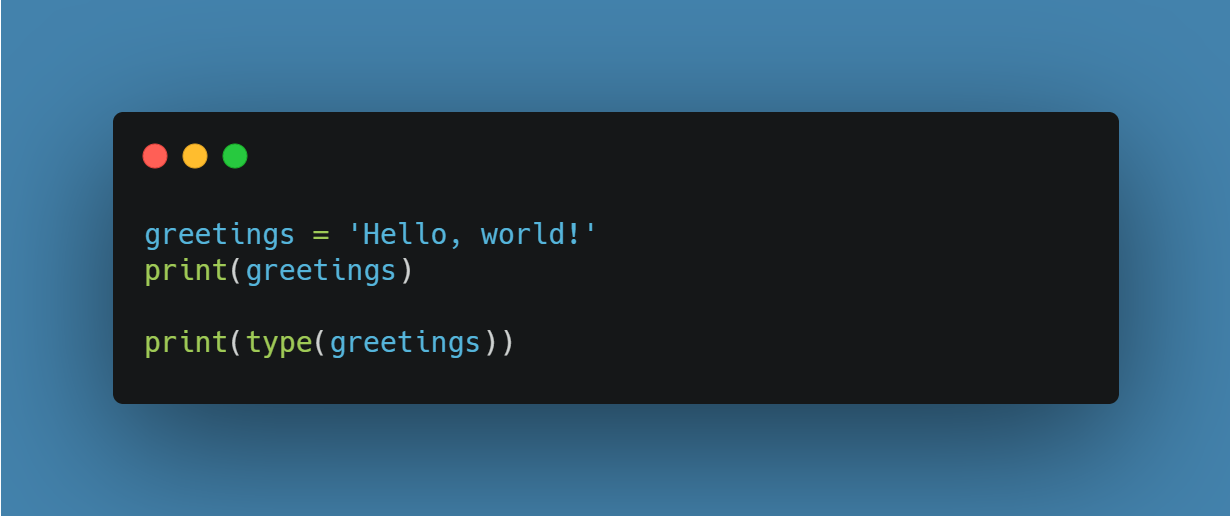 greetings = 'Hello, world!'
print(greetings)
print(type(greetings))